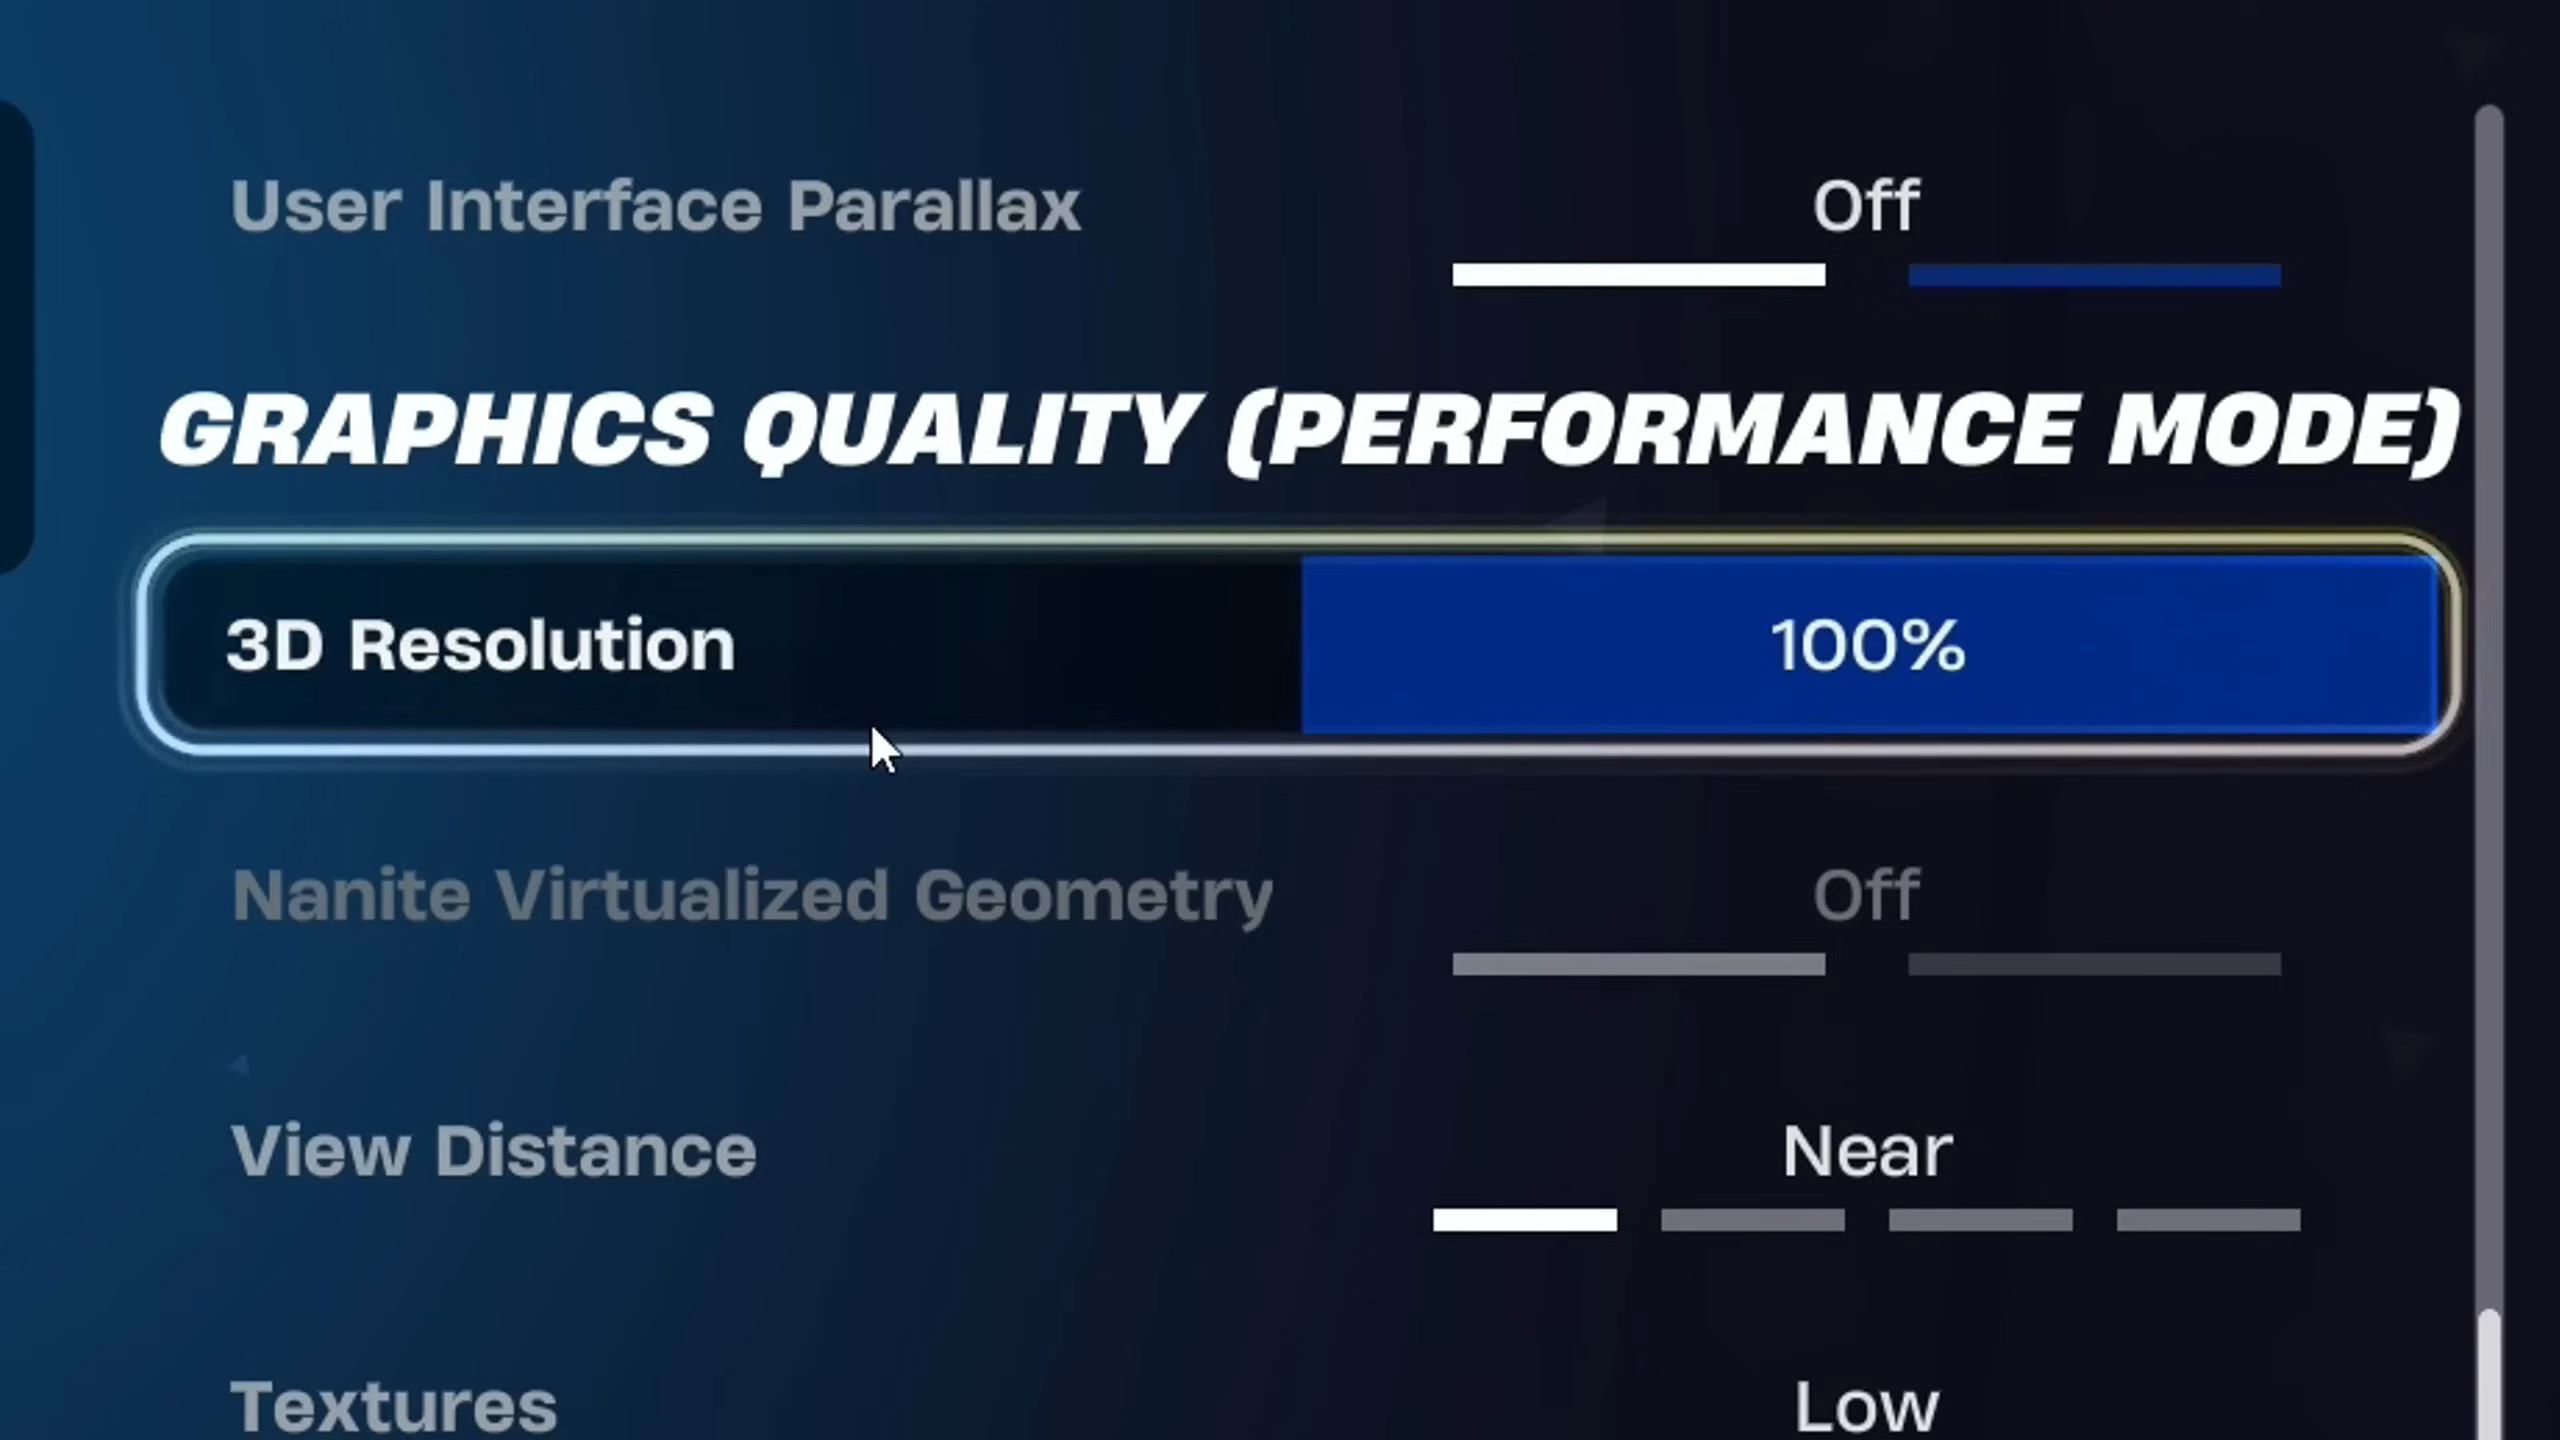 User Interface Parallax Off
GRAPHICS QUALITY (PERFORMANCE MODE)
3D Resolution 100%
Nanite Virtualized Geometry Off
View Distance Near
Textures Low